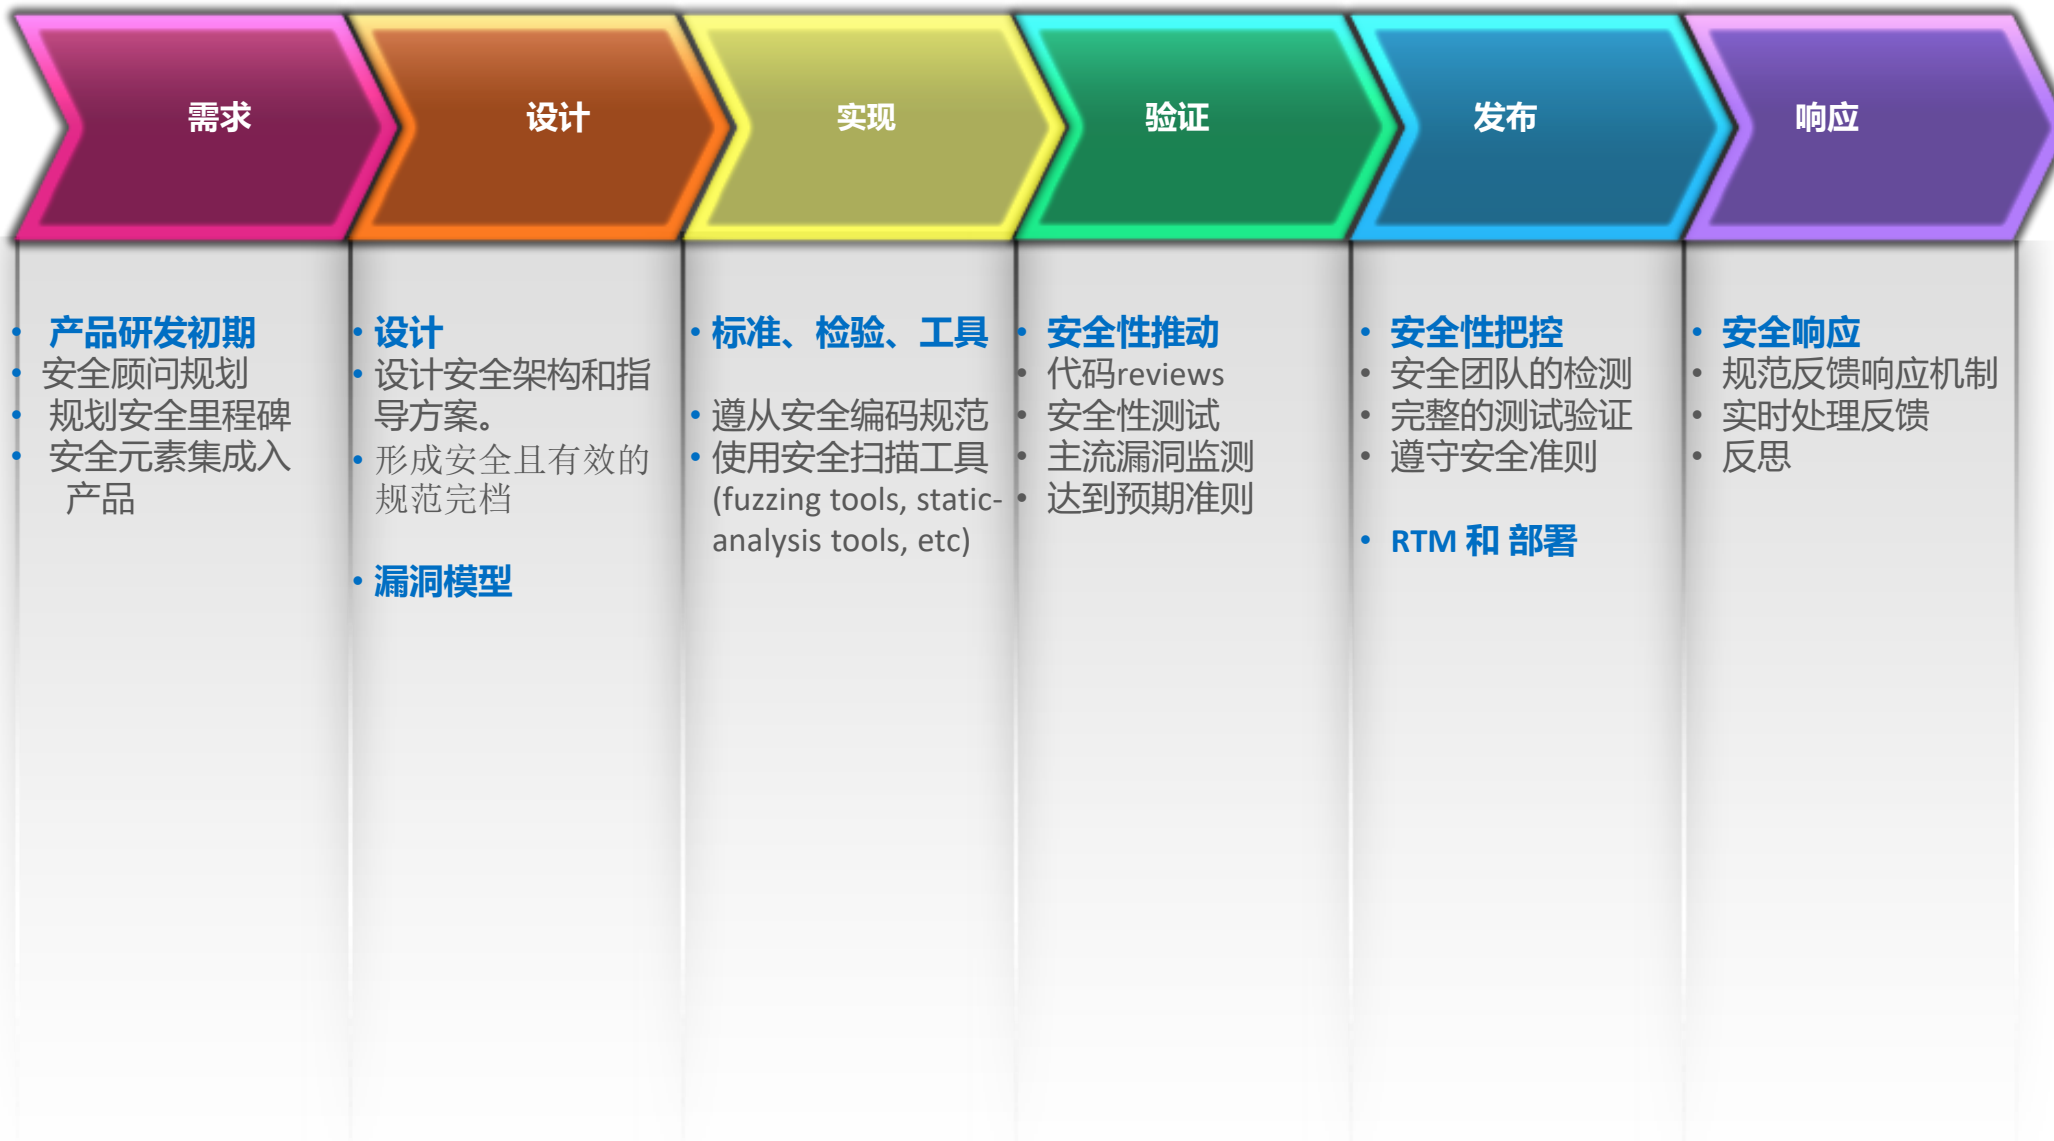 需求
设计
实现
验证
发布
响应
• 产品研发初期
• 安全顾问规划
• 规划安全里程碑
• 安全元素集成入
产品
• 设计
• 设计安全架构和指
导方案。
• 形成安全且有效的
规范完档
• 漏洞模型
• 标准、检验、工具
• 遵从安全编码规范
• 使用安全扫描工具
(fuzzing tools, static-
analysis tools, etc)
• 安全性推动
• 代码reviews
• 安全性测试
• 主流漏洞监测
• 达到预期准则
• 安全性把控
• 安全团队的检测
• 完整的测试验证
• 遵守安全准则
• RTM 和 部署
• 安全响应
• 规范反馈响应机制
• 实时处理反馈
• 反思